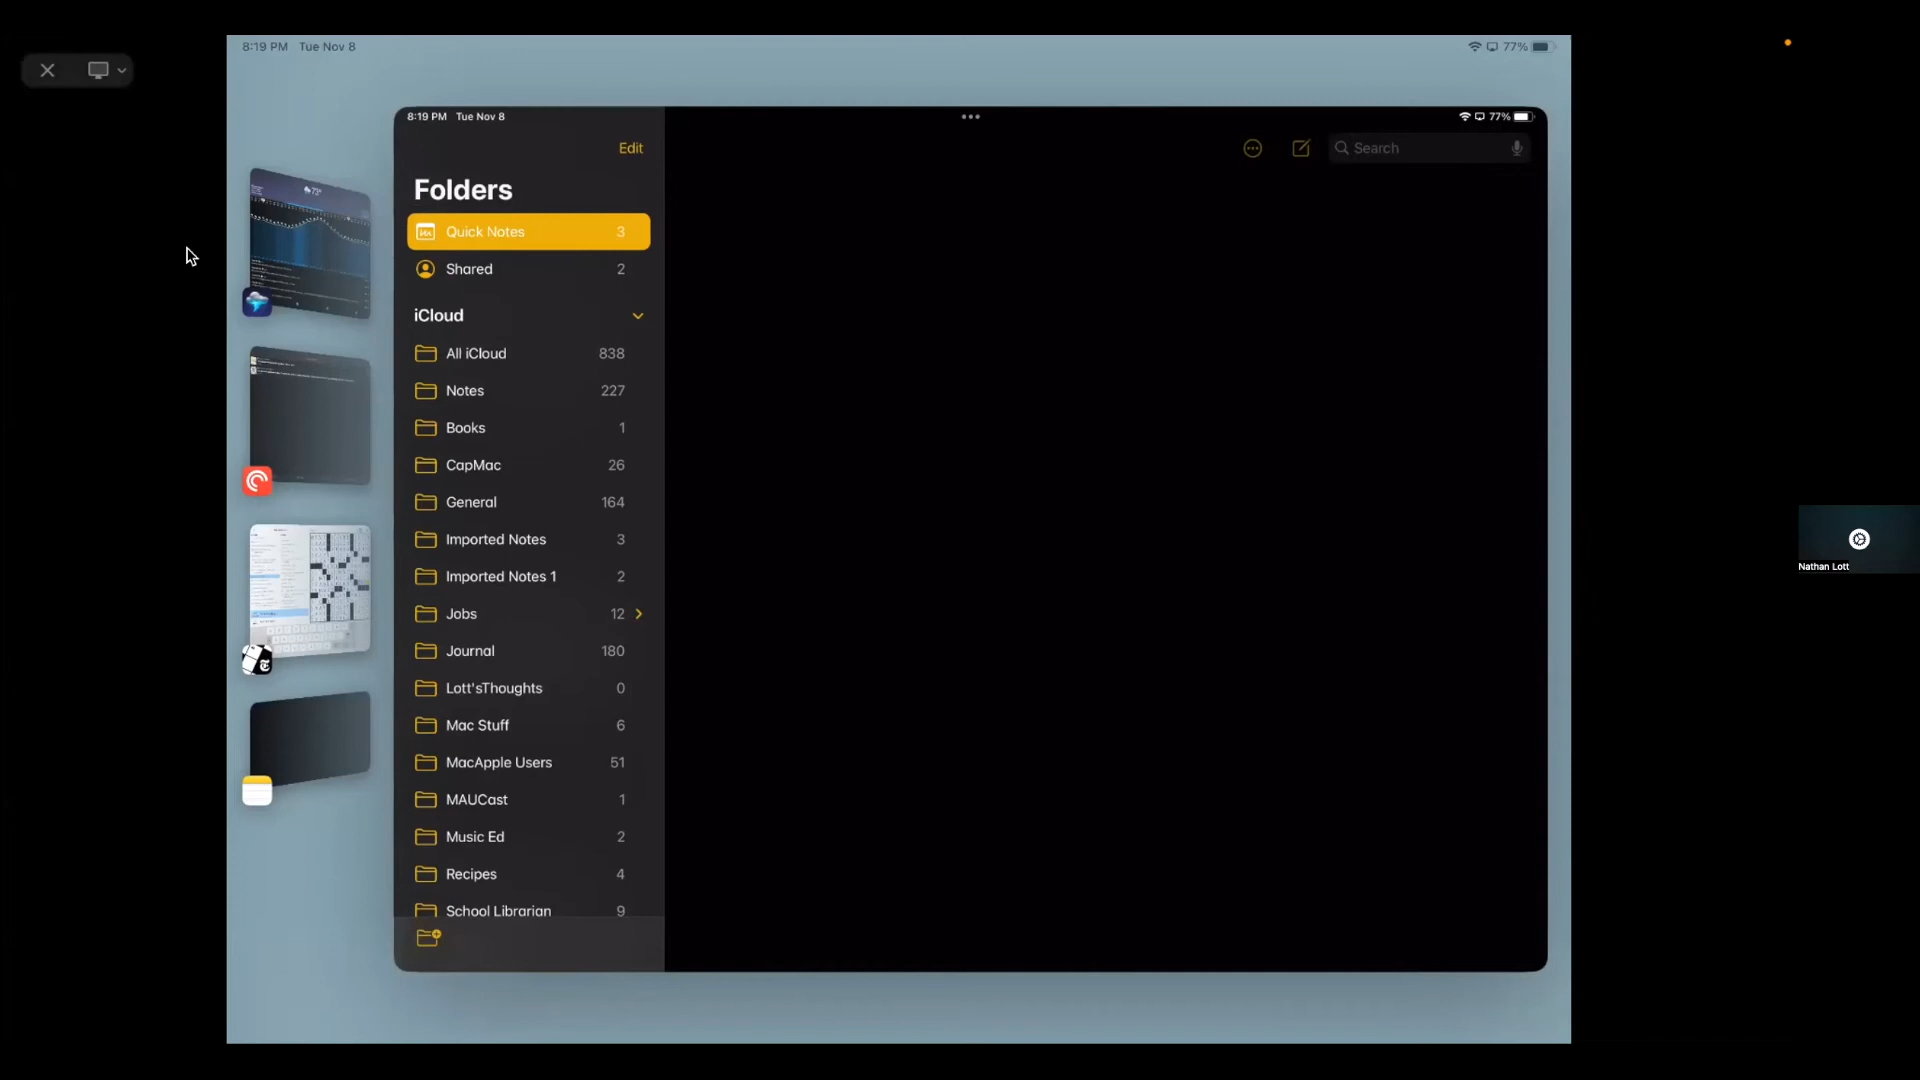 8:19 PM Tue Nov 8
77%
8:19 PM Tue Nov 8
77%
Edit
Search
Folders
Quick Notes 3
Shared 2
iCloud
All iCloud 838
Notes 227
Books 1
CapMac 26
General 164
Imported Notes 3
Imported Notes 1 2
Jobs 12
Journal 180
Lott'sThoughts 0
Mac Stuff 6
MacApple Users 51
MAUCast 1
Music Ed 2
Recipes 4
School Librarian 9
73°
Nathan Lott